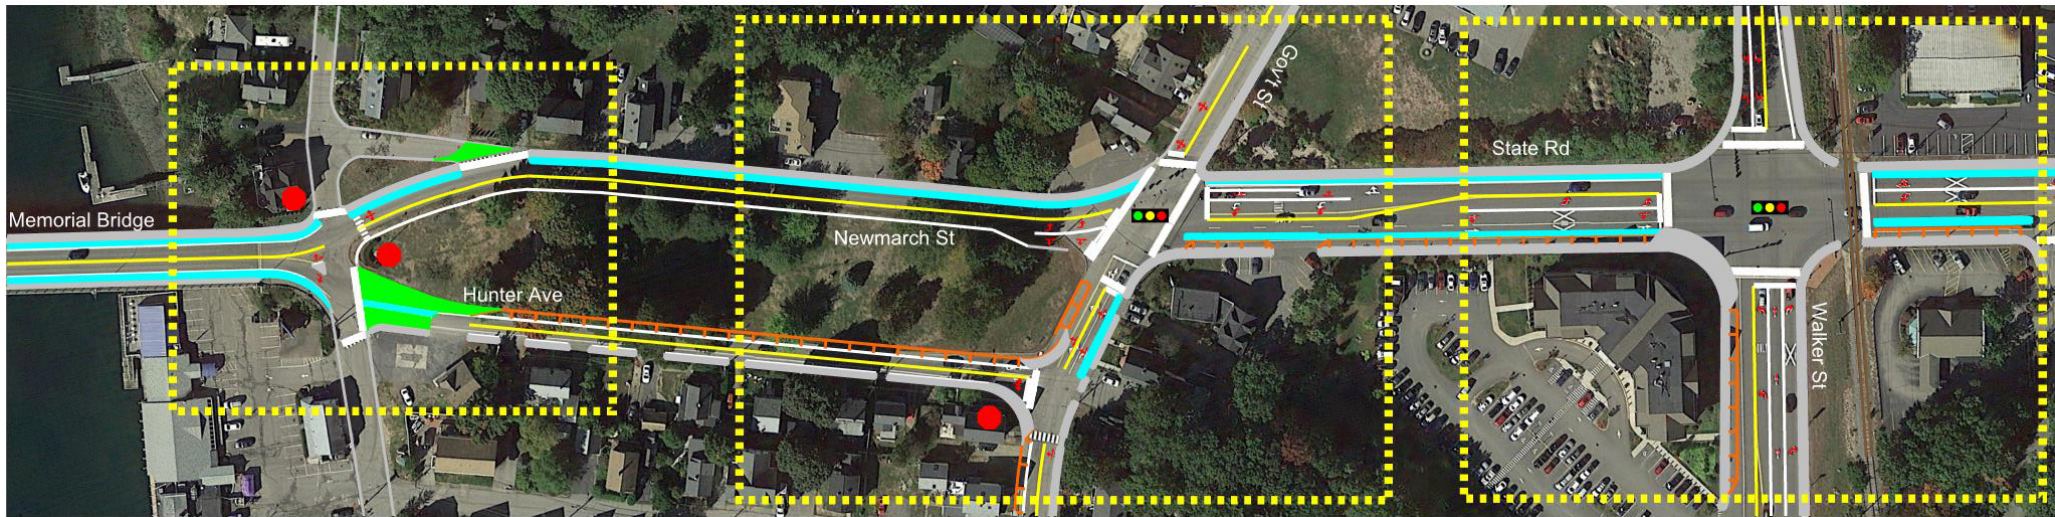 Gov't St
State Rd
Memorial Bridge
Newmarch St
Hunter Ave
Walker St